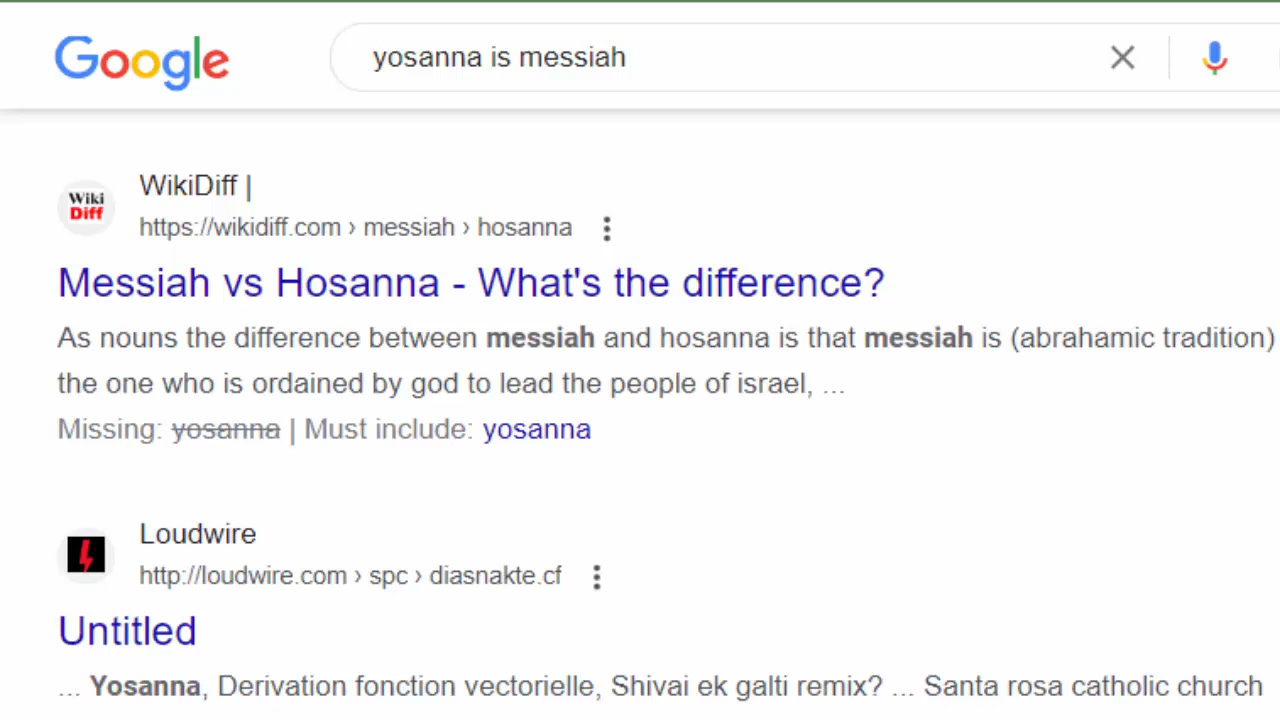 Google
yosanna is messiah
Wiki
Diff
WikiDiff |
https://wikidiff.com › messiah › hosanna
Messiah vs Hosanna - What's the difference?
As nouns the difference between messiah and hosanna is that messiah is (abrahamic tradition)
the one who is ordained by god to lead the people of israel, ...
Missing: yosanna | Must include: yosanna
Loudwire
http://loudwire.com › spc › diasnakte.cf
Untitled
... Yosanna, Derivation fonction vectorielle, Shivai ek galti remix? ... Santa rosa catholic church